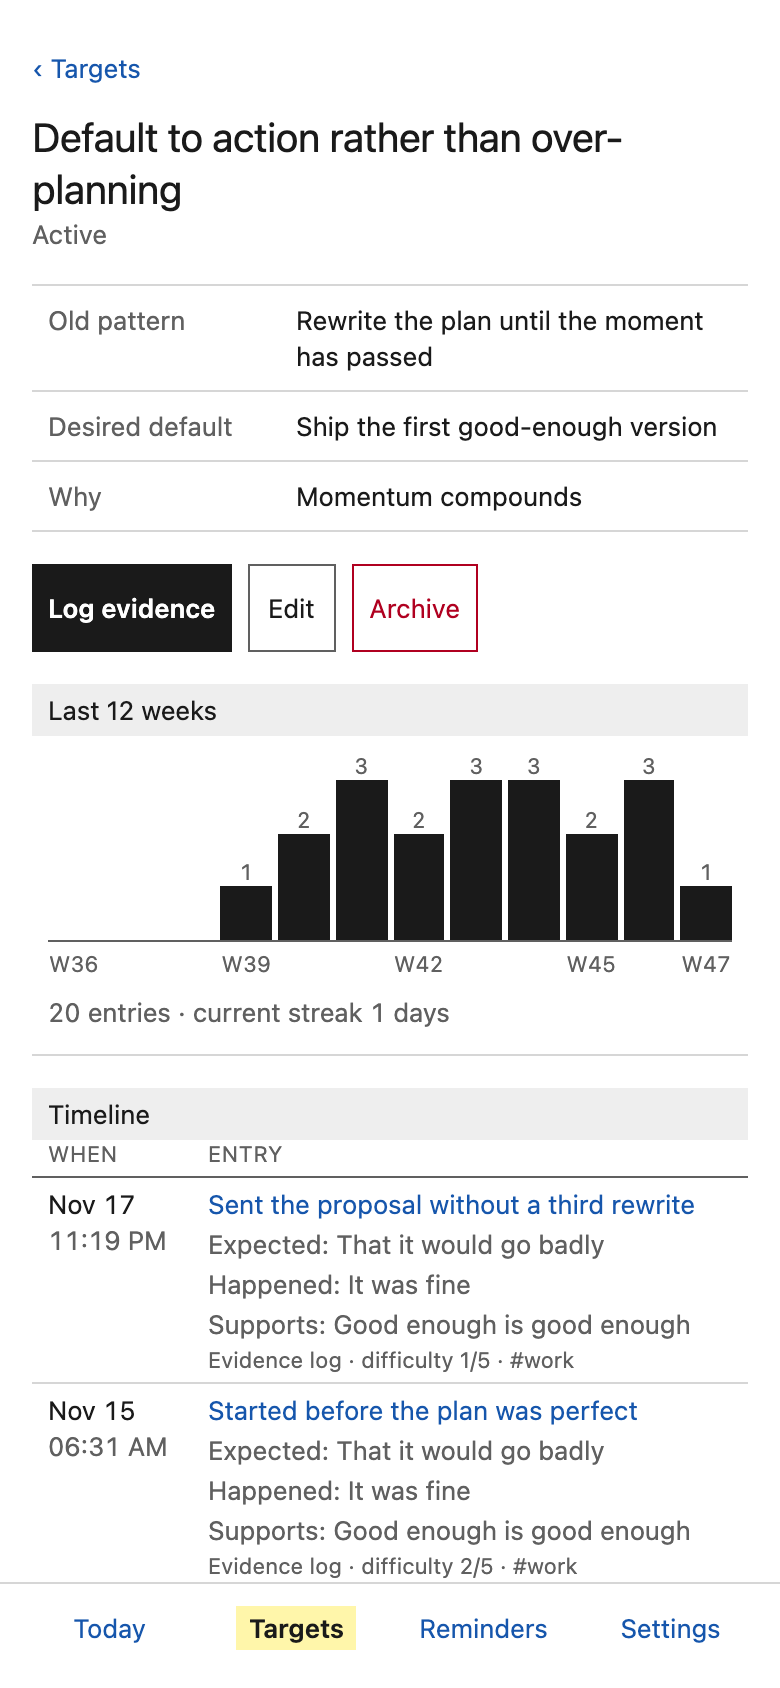 ‹ Targets
Default to action rather than over-
planning
Active
Old pattern
Rewrite the plan until the moment
has passed
Desired default
Ship the first good-enough version
Why
Momentum compounds
Log evidence
Edit
Archive
Last 12 weeks
1
2
3
2
3
3
2
3
1
W36
W39
W42
W45
W47
20 entries · current streak 1 days
Timeline
WHEN
ENTRY
Nov 17
11:19 PM
Sent the proposal without a third rewrite
Expected: That it would go badly
Happened: It was fine
Supports: Good enough is good enough
Evidence log · difficulty 1/5 · #work
Nov 15
06:31 AM
Started before the plan was perfect
Expected: That it would go badly
Happened: It was fine
Supports: Good enough is good enough
Evidence log · difficulty 2/5 · #work
Today
Targets
Reminders
Settings